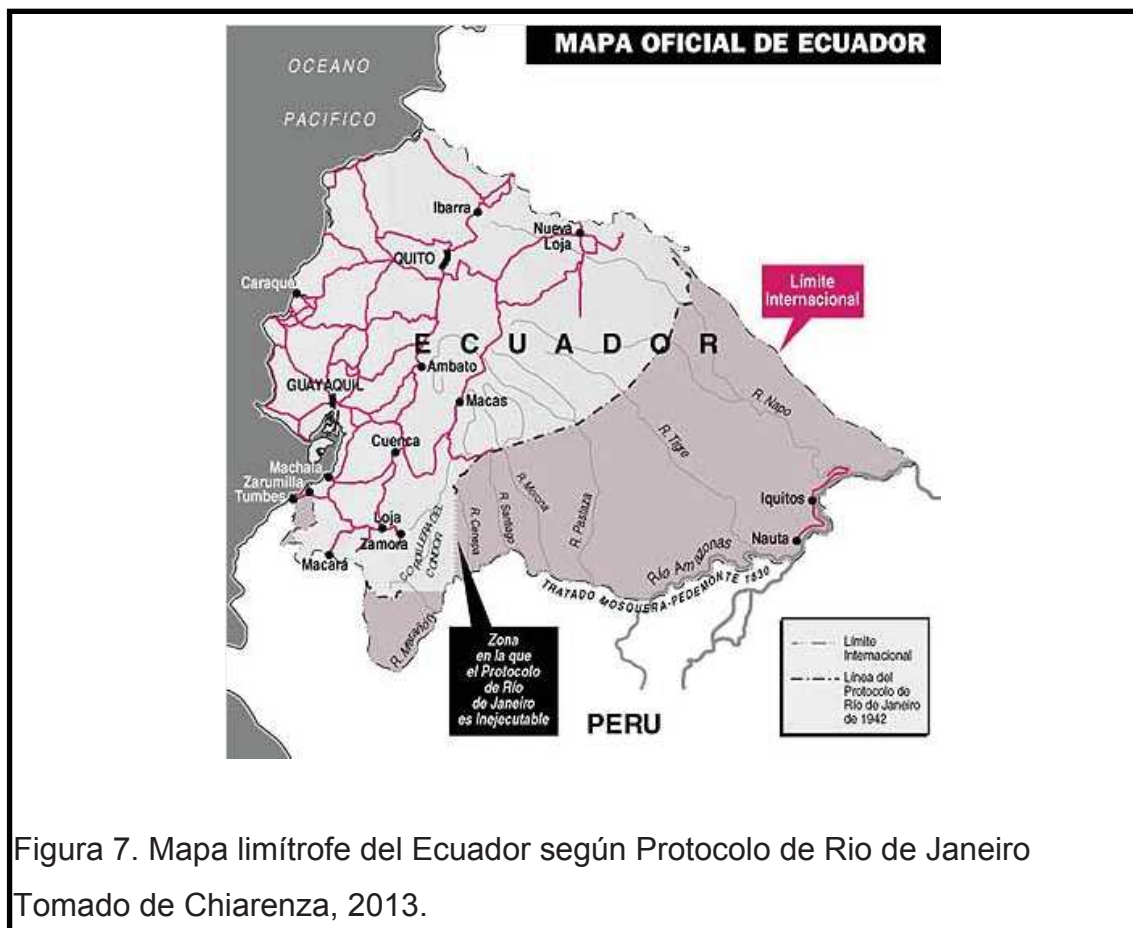 MAPA OFICIAL DE ECUADOR
OCEANO
PACIFICO
Ibarra
Nueva
Loja
QUITO
Caraque
Límite
Internacional
ECUADOR
Ambato
GUAYAQUIL
Macas
R. Napo
R. Tigre
Cuenca
Machala
Zarumilla
Tumbes
R. Morona
R. Santiago
R. Cenepa
R. Pastaza
Iquitos
Loja
Zamora
CORDILLERA DEL
CONDOR
Nauta
Macará
Río Amazonas
TRATADO MOSQUERA-PEDEMONTE 1830
R. Marañón
Zona
en la que
el Protocolo
de Río
de Janeiro
es Inejecutable
PERU
Límite
Internacional
Línea del
Protocolo de
Río de Janeiro
de 1942
Figura 7. Mapa limítrofe del Ecuador según Protocolo de Rio de Janeiro
Tomado de Chiarenza, 2013.